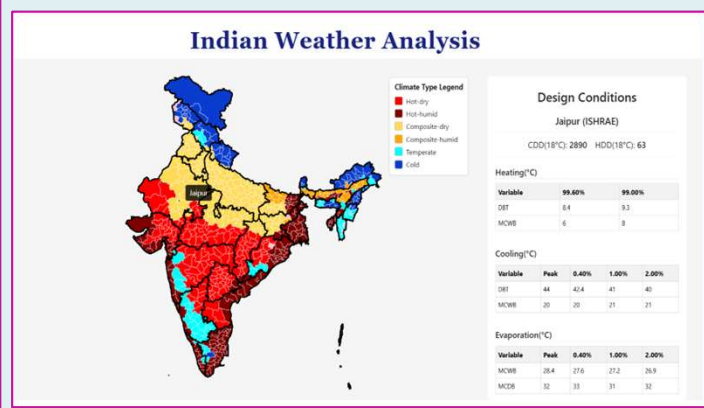 Indian Weather Analysis
Climate Type Legend
Hot-dry
Hot-humid
Composite-dry
Composite-humid
Temperate
Cold
Jaipur
Design Conditions
Jaipur (ISHRAE)
CDD(18°C): 2890 HDD(18°C): 63
Heating(°C)
Variable 99.60% 99.00%
DBT 8.4 9.3
MCWB 6 8
Cooling(°C)
Variable Peak 0.40% 1.00% 2.00%
DBT 44 42.4 41 40
MCWB 20 20 21 21
Evaporation(°C)
Variable Peak 0.40% 1.00% 2.00%
MCWB 28.4 27.6 27.2 26.9
MCDB 32 33 31 32